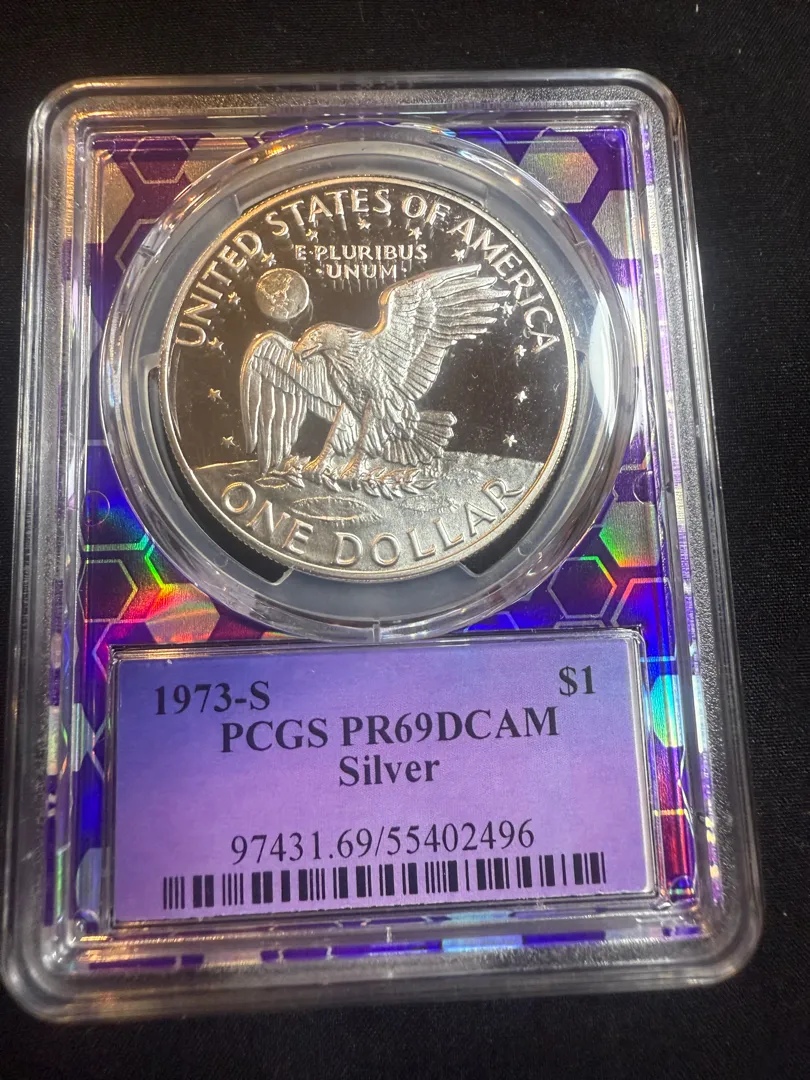 UNITED STATES OF AMERICA
E·PLURIBUS
·UNUM·
ONE DOLLAR
1973-S $1
PCGS PR69DCAM
Silver
97431.69/55402496